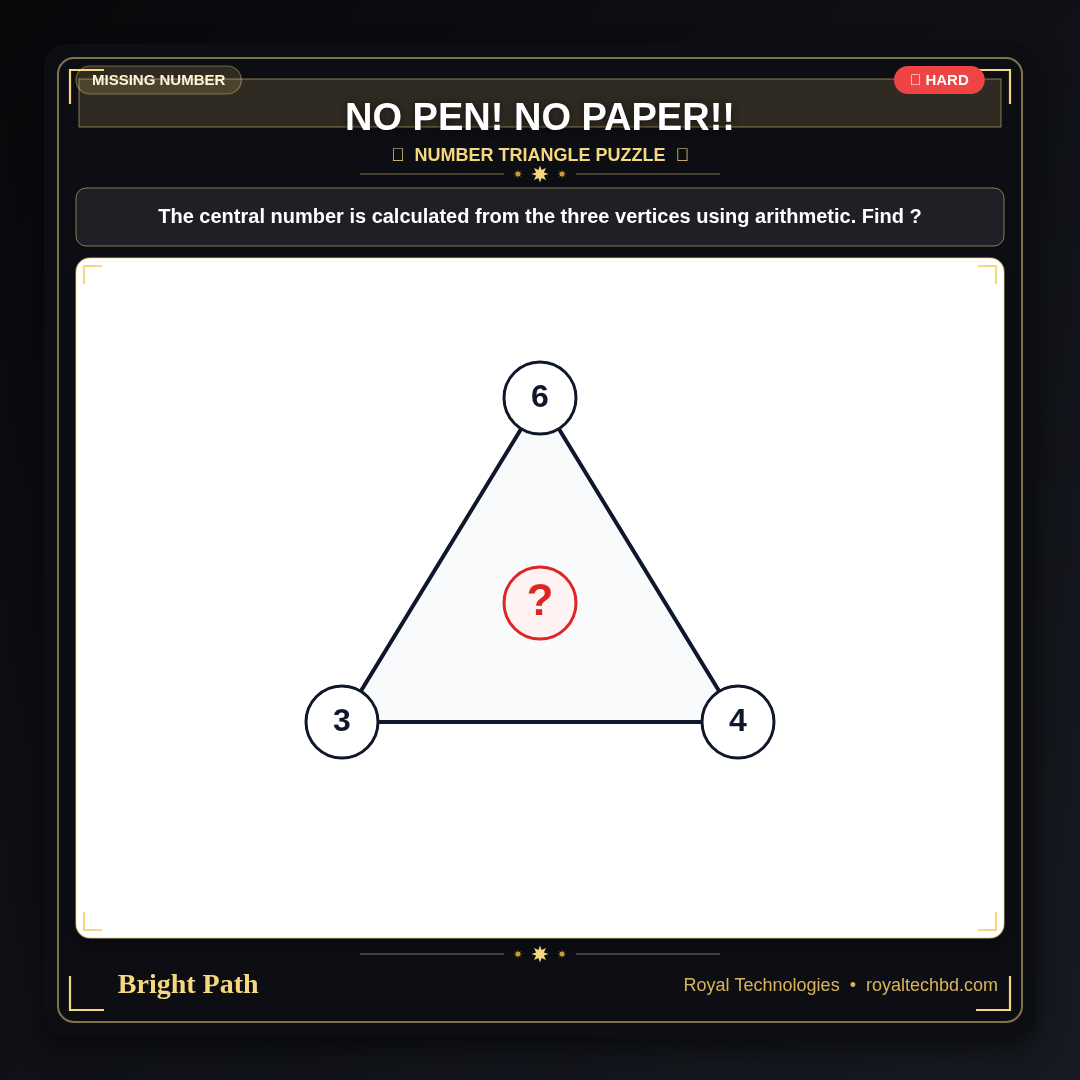 MISSING NUMBER
HARD
NO PEN! NO PAPER!!
NUMBER TRIANGLE PUZZLE
The central number is calculated from the three vertices using arithmetic. Find ?
6
?
3 4
Bright Path
Royal Technologies • royaltechbd.com